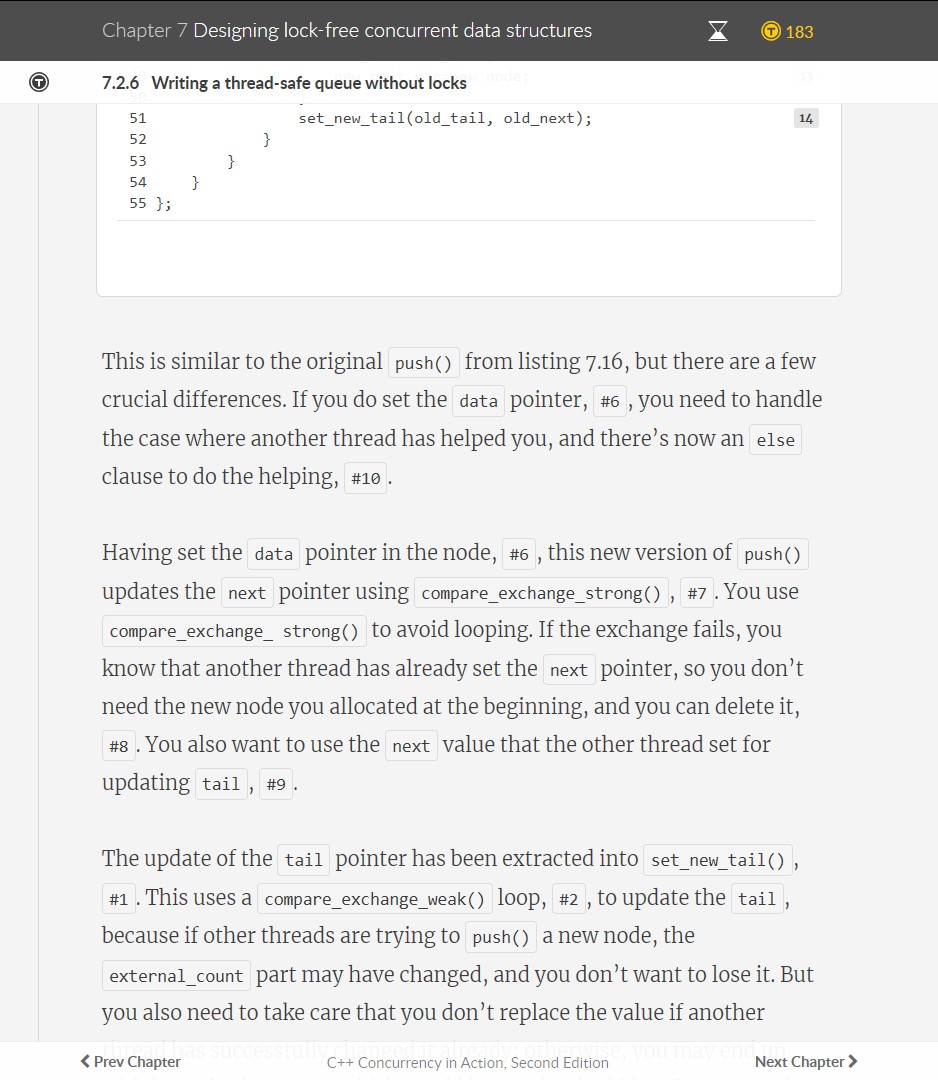 Chapter 7 Designing lock-free concurrent data structures
183
7.2.6 Writing a thread-safe queue without locks
51 set_new_tail(old_tail, old_next); 14
52 }
53 }
54 }
55 };
This is similar to the original push() from listing 7.16, but there are a few
crucial differences. If you do set the data pointer, #6 , you need to handle
the case where another thread has helped you, and there’s now an else
clause to do the helping, #10 .
Having set the data pointer in the node, #6 , this new version of push()
updates the next pointer using compare_exchange_strong() , #7 . You use
compare_exchange_ strong() to avoid looping. If the exchange fails, you
know that another thread has already set the next pointer, so you don’t
need the new node you allocated at the beginning, and you can delete it,
#8 . You also want to use the next value that the other thread set for
updating tail , #9 .
The update of the tail pointer has been extracted into set_new_tail() ,
#1 . This uses a compare_exchange_weak() loop, #2 , to update the tail ,
because if other threads are trying to push() a new node, the
external_count part may have changed, and you don’t want to lose it. But
you also need to take care that you don’t replace the value if another
thread has successfully changed it already; otherwise, you may end up
Prev Chapter C++ Concurrency in Action, Second Edition Next Chapter